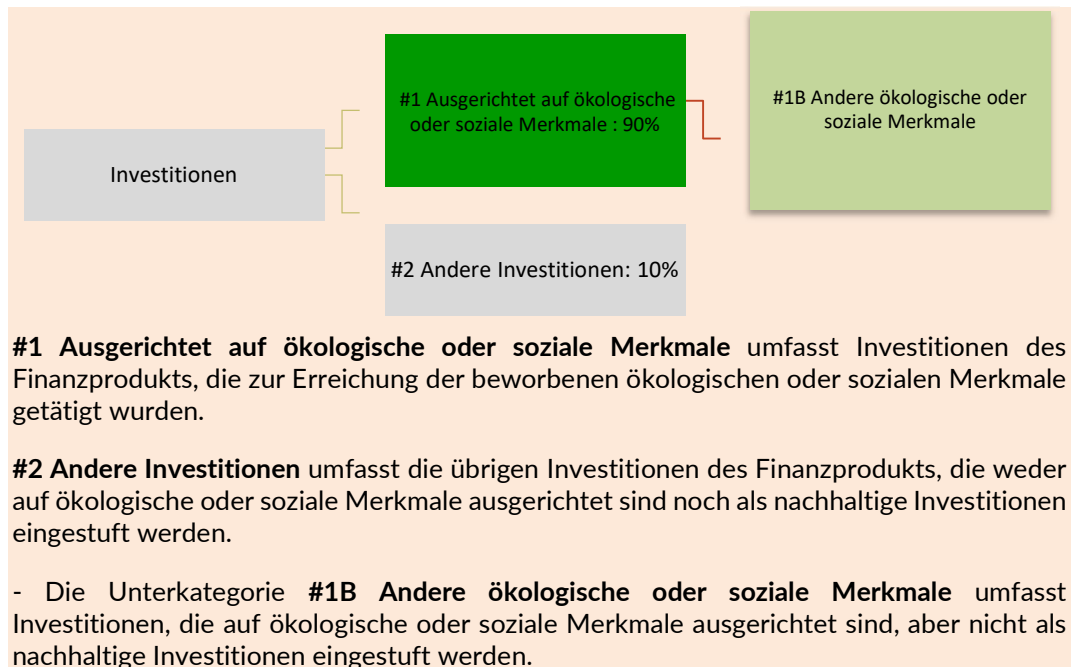 #1 Ausgerichtet auf ökologische
oder soziale Merkmale : 90%
#1B Andere ökologische oder
soziale Merkmale
Investitionen
#2 Andere Investitionen: 10%
#1 Ausgerichtet auf ökologische oder soziale Merkmale umfasst Investitionen des
Finanzprodukts, die zur Erreichung der beworbenen ökologischen oder sozialen Merkmale
getätigt wurden.
#2 Andere Investitionen umfasst die übrigen Investitionen des Finanzprodukts, die weder
auf ökologische oder soziale Merkmale ausgerichtet sind noch als nachhaltige Investitionen
eingestuft werden.
- Die Unterkategorie #1B Andere ökologische oder soziale Merkmale umfasst
Investitionen, die auf ökologische oder soziale Merkmale ausgerichtet sind, aber nicht als
nachhaltige Investitionen eingestuft werden.